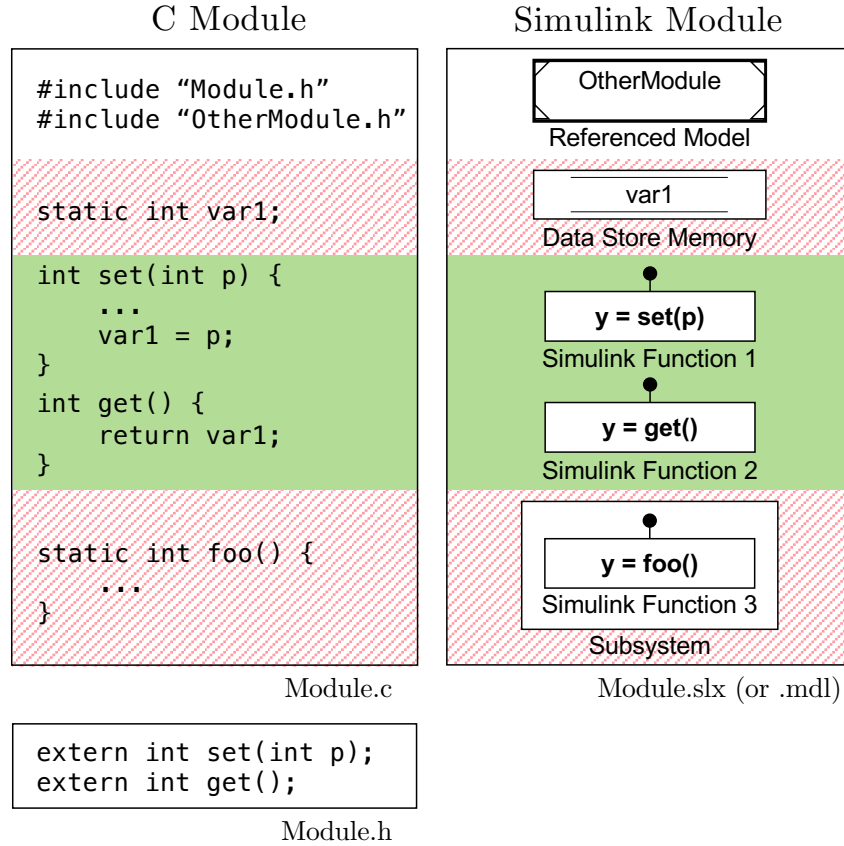 C Module
#include “Module.h”
#include “OtherModule.h”
static int var1;
int set(int p) {
...
var1 = p;
}
int get() {
return var1;
}
static int foo() {
...
}
Module.c
extern int set(int p);
extern int get();
Module.h
Simulink Module
OtherModule
Referenced Model
var1
Data Store Memory
y = set(p)
Simulink Function 1
y = get()
Simulink Function 2
y = foo()
Simulink Function 3
Subsystem
Module.slx (or .mdl)